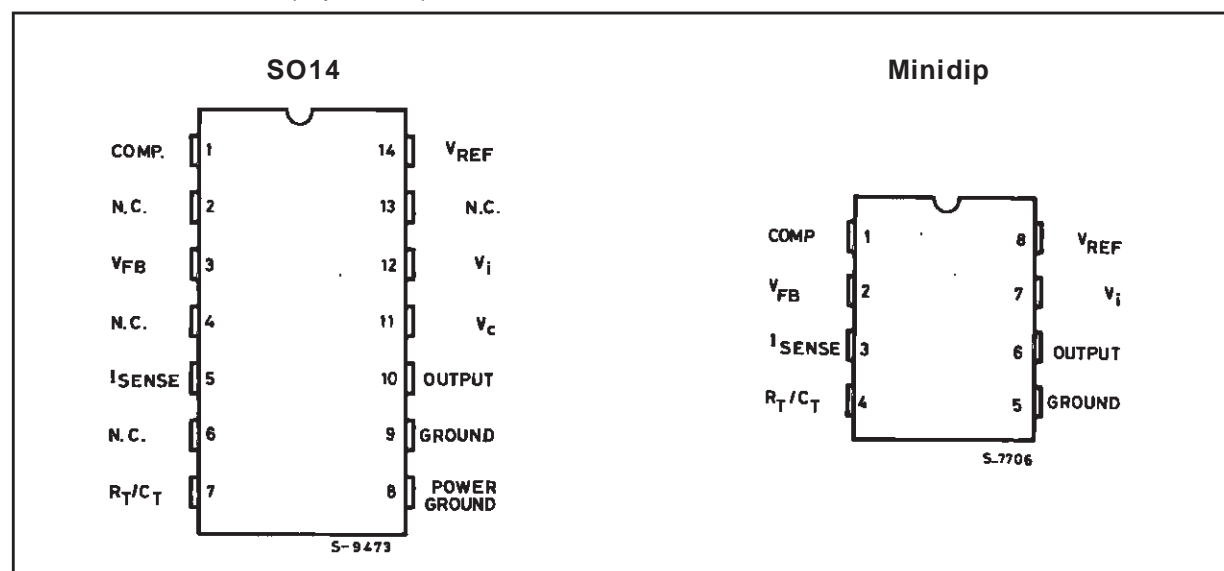 SO14
COMP. 1 14 VREF
N.C. 2 13 N.C.
VFB 3 12 Vi
N.C. 4 11 Vc
ISENSE 5 10 OUTPUT
N.C. 6 9 GROUND
RT/CT 7 8 POWER GROUND
S-9473
Minidip
COMP 1 8 VREF
VFB 2 7 Vi
ISENSE 3 6 OUTPUT
RT/CT 4 5 GROUND
S-7706